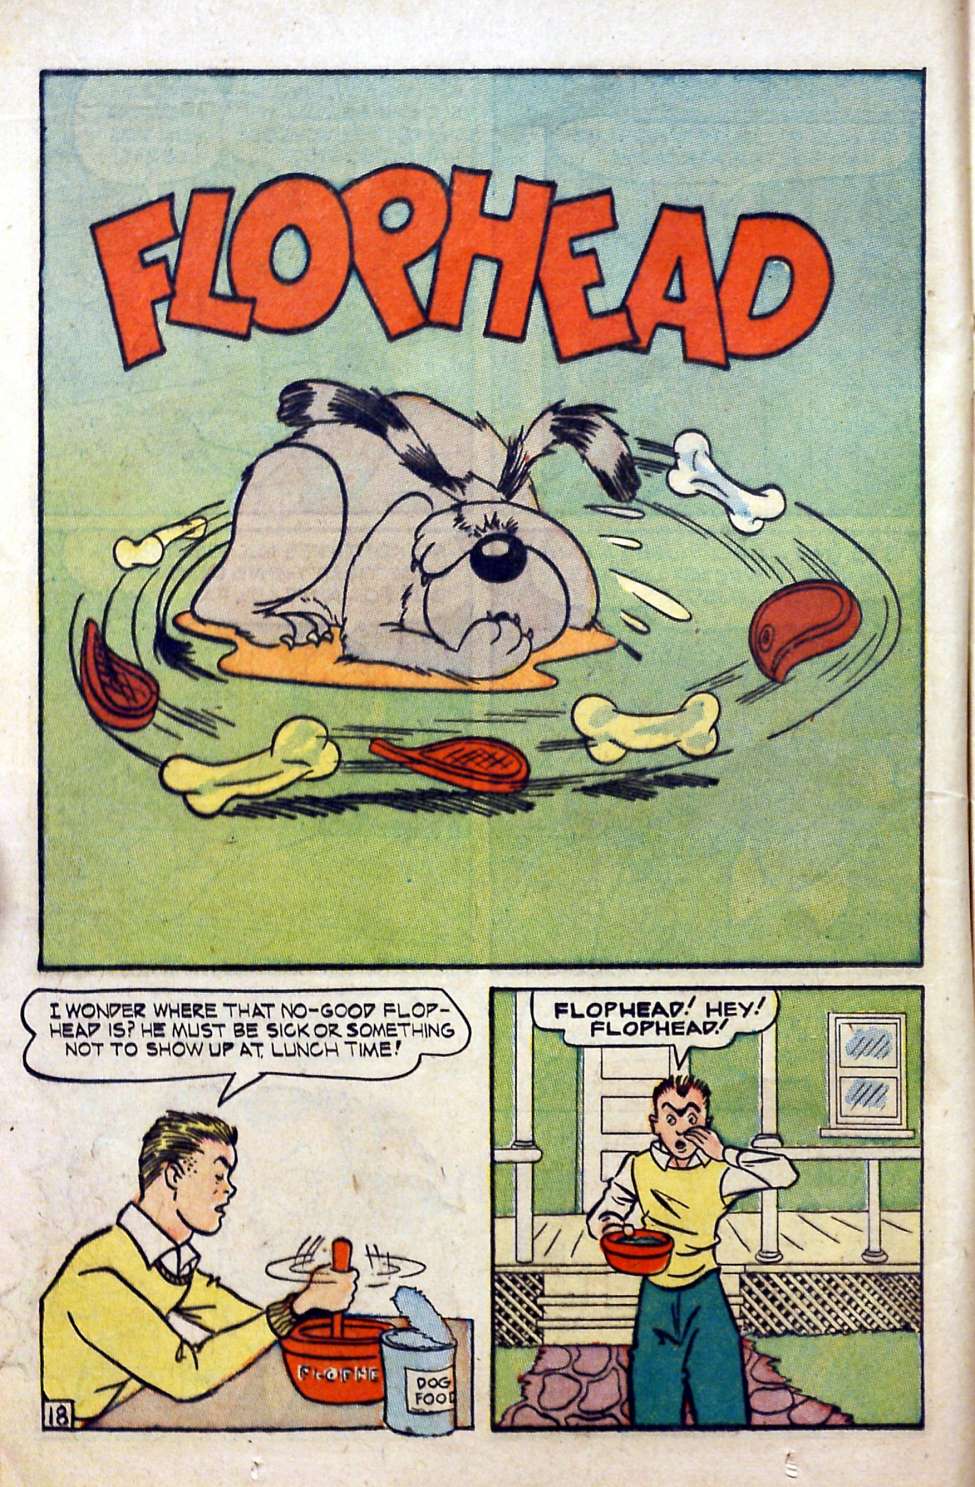 FLOPHEAD
I WONDER WHERE THAT NO-GOOD FLOP-
HEAD IS? HE MUST BE SICK OR SOMETHING
NOT TO SHOW UP AT LUNCH TIME!
FLOPHEAD! HEY!
FLOPHEAD!
FLOPHE
DOG
FOOD
18